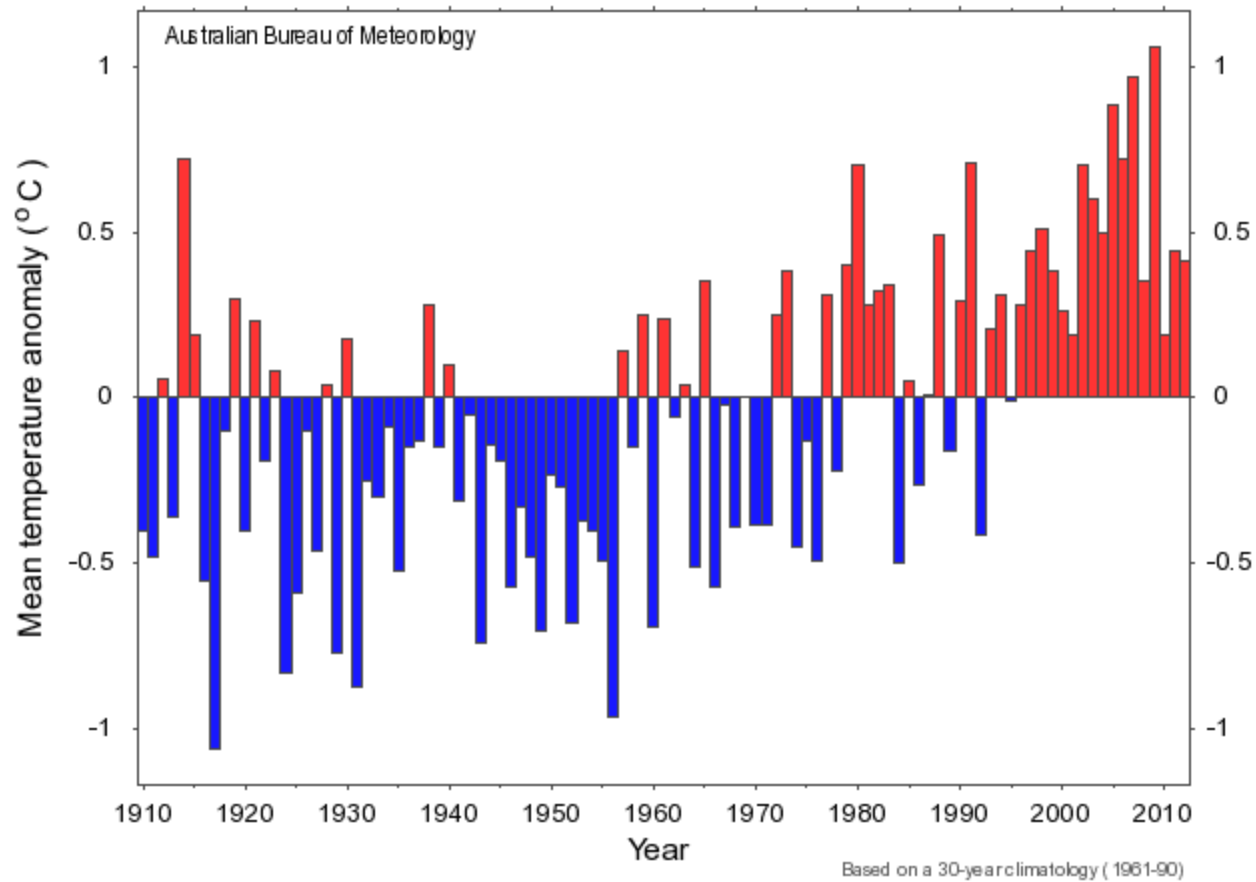 Australian Bureau of Meteorology
Mean temperature anomaly (°C)
1 1
0.5 0.5
0 0
-0.5 -0.5
-1 -1
1910 1920 1930 1940 1950 1960 1970 1980 1990 2000 2010
Year
Based on a 30-year climatology (1961-90)